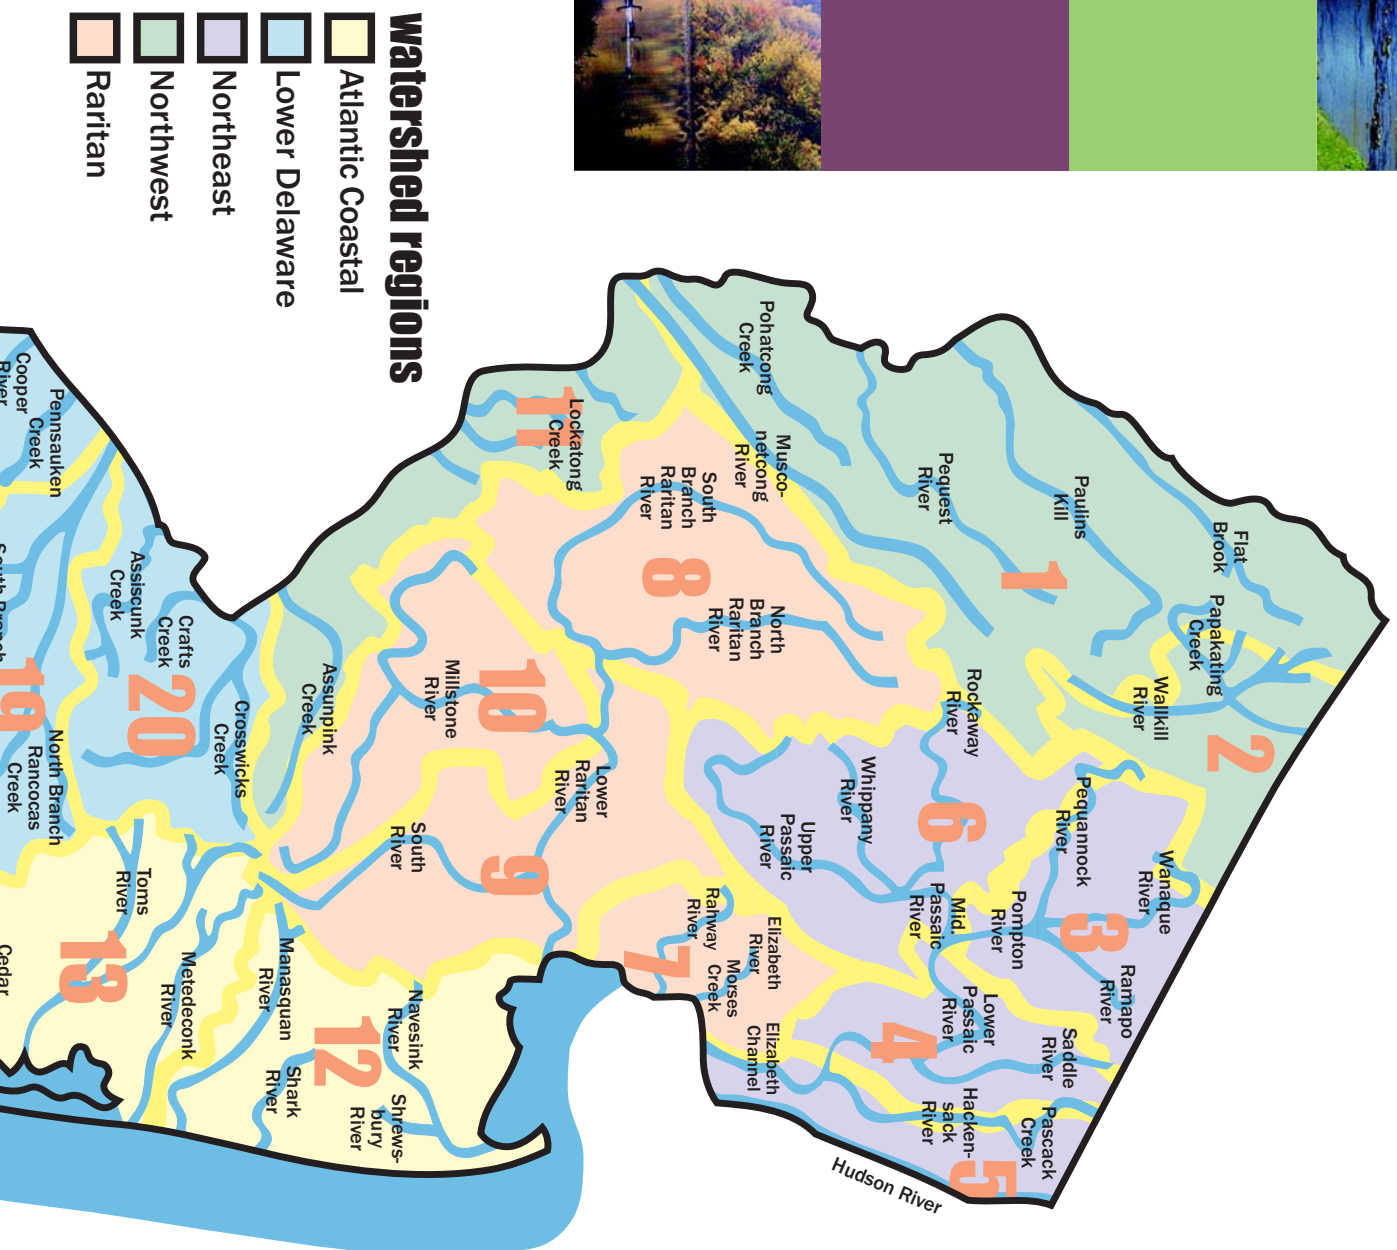 watershed regions
Atlantic Coastal
Lower Delaware
Northeast
Northwest
Raritan
Flat
Brook
Papakating
Creek
Wallkill
River
2
Paulins
Kill
1
Pequest
River
Pohatcong
Creek
Musco-
netcong
River
Rockaway
River
Wanaque
River
Pequannock
River
3
Ramapo
River
Pompton
River
Saddle
River
Pascack
Creek
6
Whippany
River
Upper
Passaic
River
Mid.
Passaic
River
Lower
Passaic
River
4
Hacken-
sack
River
5
Hudson River
Lockatong
Creek
11
South
Branch
Raritan
River
8
North
Branch
Raritan
River
Elizabeth
River
Rahway
River
Morses
Creek
7
Elizabeth
Channel
10
Millstone
River
Lower
Raritan
River
9
South
River
Assunpink
Creek
Navesink
River
12
Shrews-
bury
River
Shark
River
Manasquan
River
Metedeconk
River
Crosswicks
Creek
Crafts
Creek
20
Assiscunk
Creek
Toms
River
13
Pennsauken
Creek
Cooper
River
South Branch
19
North Branch
Rancocas
Creek
Cedar